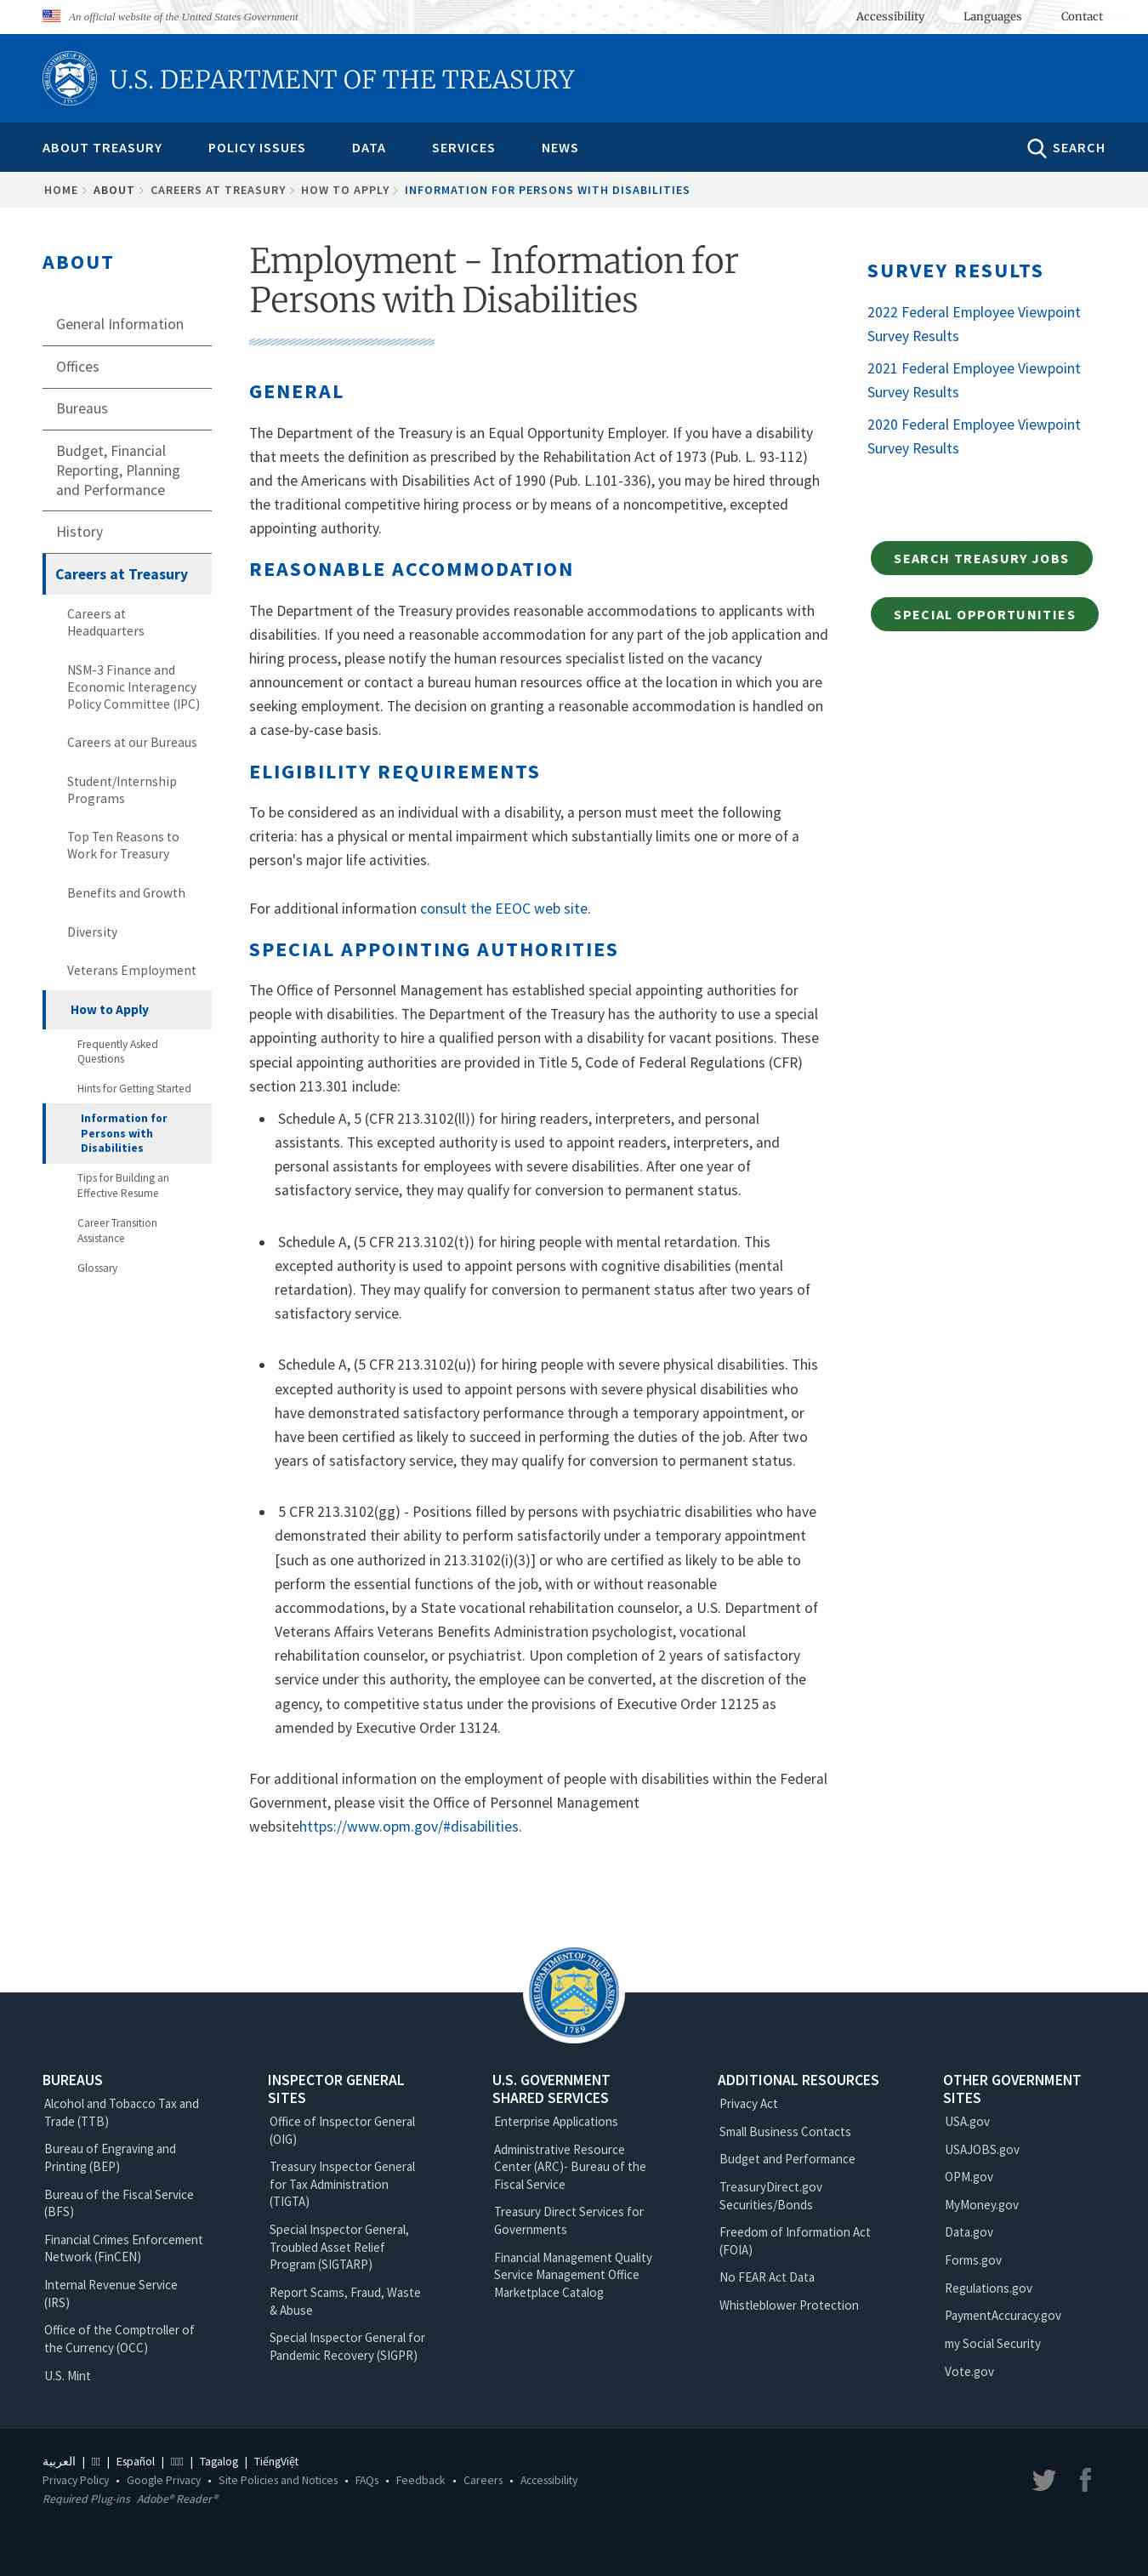 An official website of the United States Government
Accessibility
Languages
Contact
U.S. DEPARTMENT OF THE TREASURY
ABOUT TREASURY
POLICY ISSUES
DATA
SERVICES
NEWS
SEARCH
HOME
ABOUT
CAREERS AT TREASURY
HOW TO APPLY
INFORMATION FOR PERSONS WITH DISABILITIES
ABOUT
General Information
Offices
Bureaus
Budget, Financial
Reporting, Planning
and Performance
History
Careers at Treasury
Careers at
Headquarters
NSM-3 Finance and
Economic Interagency
Policy Committee (IPC)
Careers at our Bureaus
Student/Internship
Programs
Top Ten Reasons to
Work for Treasury
Benefits and Growth
Diversity
Veterans Employment
How to Apply
Frequently Asked
Questions
Hints for Getting Started
Information for
Persons with
Disabilities
Tips for Building an
Effective Resume
Career Transition
Assistance
Glossary
Employment - Information for
Persons with Disabilities
GENERAL
The Department of the Treasury is an Equal Opportunity Employer. If you have a disability
that meets the definition as prescribed by the Rehabilitation Act of 1973 (Pub. L. 93-112)
and the Americans with Disabilities Act of 1990 (Pub. L.101-336), you may be hired through
the traditional competitive hiring process or by means of a noncompetitive, excepted
appointing authority.
REASONABLE ACCOMMODATION
The Department of the Treasury provides reasonable accommodations to applicants with
disabilities. If you need a reasonable accommodation for any part of the job application and
hiring process, please notify the human resources specialist listed on the vacancy
announcement or contact a bureau human resources office at the location in which you are
seeking employment. The decision on granting a reasonable accommodation is handled on
a case-by-case basis.
ELIGIBILITY REQUIREMENTS
To be considered as an individual with a disability, a person must meet the following
criteria: has a physical or mental impairment which substantially limits one or more of a
person's major life activities.
For additional information consult the EEOC web site.
SPECIAL APPOINTING AUTHORITIES
The Office of Personnel Management has established special appointing authorities for
people with disabilities. The Department of the Treasury has the authority to use a special
appointing authority to hire a qualified person with a disability for vacant positions. These
special appointing authorities are provided in Title 5, Code of Federal Regulations (CFR)
section 213.301 include:
• Schedule A, 5 (CFR 213.3102(ll)) for hiring readers, interpreters, and personal
assistants. This excepted authority is used to appoint readers, interpreters, and
personal assistants for employees with severe disabilities. After one year of
satisfactory service, they may qualify for conversion to permanent status.
• Schedule A, (5 CFR 213.3102(t)) for hiring people with mental retardation. This
excepted authority is used to appoint persons with cognitive disabilities (mental
retardation). They may qualify for conversion to permanent status after two years of
satisfactory service.
• Schedule A, (5 CFR 213.3102(u)) for hiring people with severe physical disabilities. This
excepted authority is used to appoint persons with severe physical disabilities who
have demonstrated satisfactory performance through a temporary appointment, or
have been certified as likely to succeed in performing the duties of the job. After two
years of satisfactory service, they may qualify for conversion to permanent status.
• 5 CFR 213.3102(gg) - Positions filled by persons with psychiatric disabilities who have
demonstrated their ability to perform satisfactorily under a temporary appointment
[such as one authorized in 213.3102(i)(3)] or who are certified as likely to be able to
perform the essential functions of the job, with or without reasonable
accommodations, by a State vocational rehabilitation counselor, a U.S. Department of
Veterans Affairs Veterans Benefits Administration psychologist, vocational
rehabilitation counselor, or psychiatrist. Upon completion of 2 years of satisfactory
service under this authority, the employee can be converted, at the discretion of the
agency, to competitive status under the provisions of Executive Order 12125 as
amended by Executive Order 13124.
For additional information on the employment of people with disabilities within the Federal
Government, please visit the Office of Personnel Management
websitehttps://www.opm.gov/#disabilities.
SURVEY RESULTS
2022 Federal Employee Viewpoint
Survey Results
2021 Federal Employee Viewpoint
Survey Results
2020 Federal Employee Viewpoint
Survey Results
SEARCH TREASURY JOBS
SPECIAL OPPORTUNITIES
THE DEPARTMENT OF THE TREASURY
1789
BUREAUS
Alcohol and Tobacco Tax and
Trade (TTB)
Bureau of Engraving and
Printing (BEP)
Bureau of the Fiscal Service
(BFS)
Financial Crimes Enforcement
Network (FinCEN)
Internal Revenue Service
(IRS)
Office of the Comptroller of
the Currency (OCC)
U.S. Mint
INSPECTOR GENERAL
SITES
Office of Inspector General
(OIG)
Treasury Inspector General
for Tax Administration
(TIGTA)
Special Inspector General,
Troubled Asset Relief
Program (SIGTARP)
Report Scams, Fraud, Waste
& Abuse
Special Inspector General for
Pandemic Recovery (SIGPR)
U.S. GOVERNMENT
SHARED SERVICES
Enterprise Applications
Administrative Resource
Center (ARC)- Bureau of the
Fiscal Service
Treasury Direct Services for
Governments
Financial Management Quality
Service Management Office
Marketplace Catalog
ADDITIONAL RESOURCES
Privacy Act
Small Business Contacts
Budget and Performance
TreasuryDirect.gov
Securities/Bonds
Freedom of Information Act
(FOIA)
No FEAR Act Data
Whistleblower Protection
OTHER GOVERNMENT
SITES
USA.gov
USAJOBS.gov
OPM.gov
MyMoney.gov
Data.gov
Forms.gov
Regulations.gov
PaymentAccuracy.gov
my Social Security
Vote.gov
العربية | | Español | | Tagalog | TiếngViệt
Privacy Policy • Google Privacy • Site Policies and Notices • FAQs • Feedback • Careers • Accessibility
Required Plug-ins Adobe® Reader®